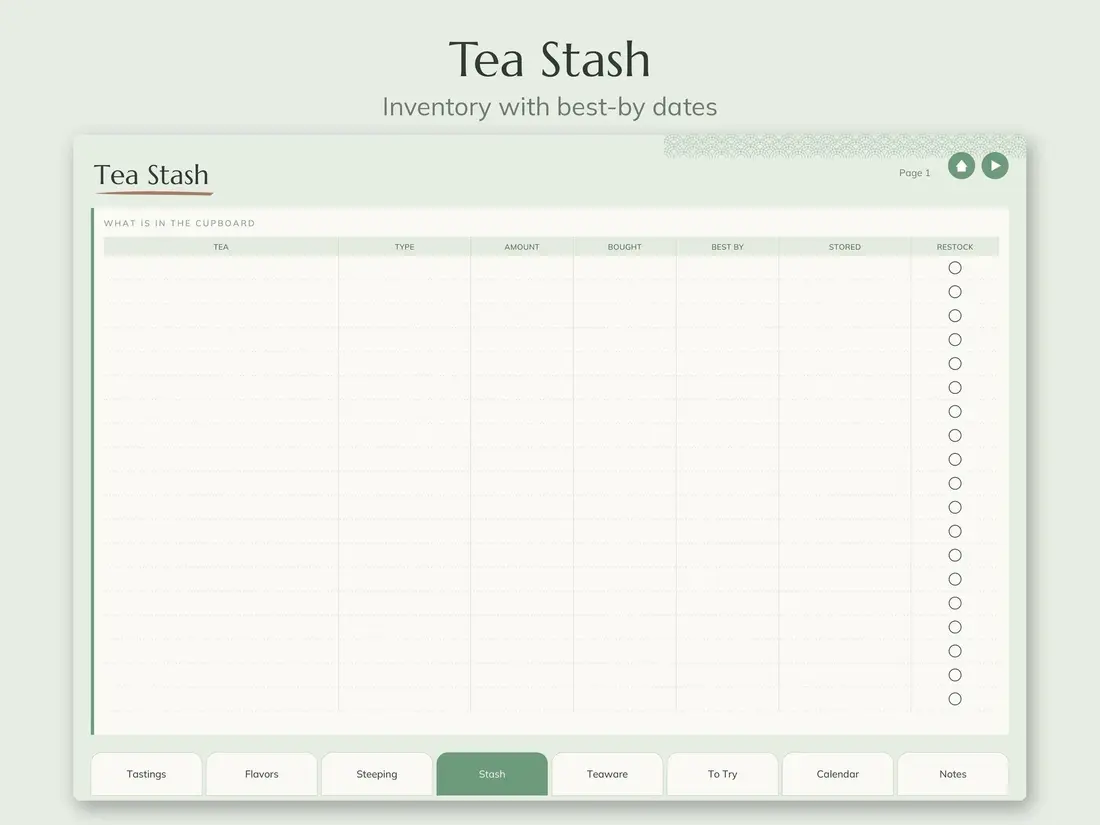 Tea Stash
Inventory with best-by dates
Tea Stash
Page 1
WHAT IS IN THE CUPBOARD
TEA TYPE AMOUNT BOUGHT BEST BY STORED RESTOCK
Tastings Flavors Steeping Stash Teaware To Try Calendar Notes